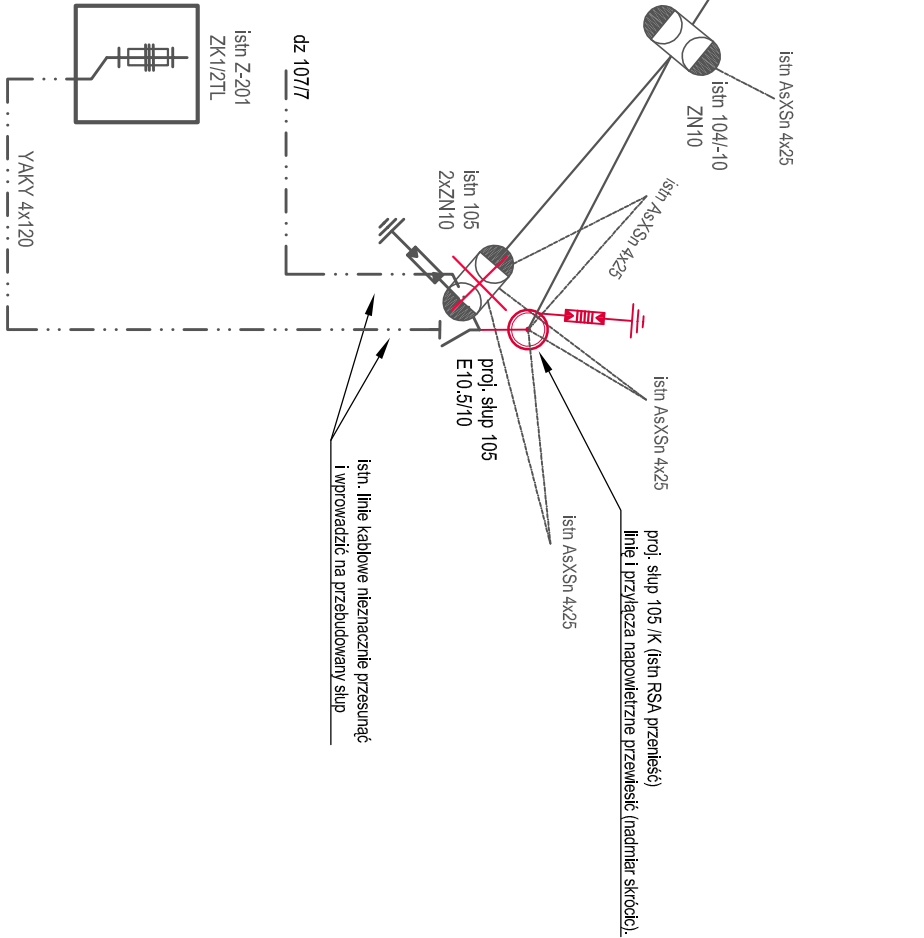 istn AsXSn 4x25
istn 104/-10
ZN10
istn AsXSn 4x25
istn Z-201
ZK1/2TL
dz 107/7
YAKY 4x120
istn 105
2xZN10
proj. słup 105
E10.5/10
istn AsXSn 4x25
istn AsXSn 4x25
proj. słup 105 /K (istn RSA przenieść)
linię i przyłącza napowietrzne przewiesić (nadmiar skrócić).
istn. linie kablowe nieznacznie przesunąć
i wprowadzić na przebudowany słup